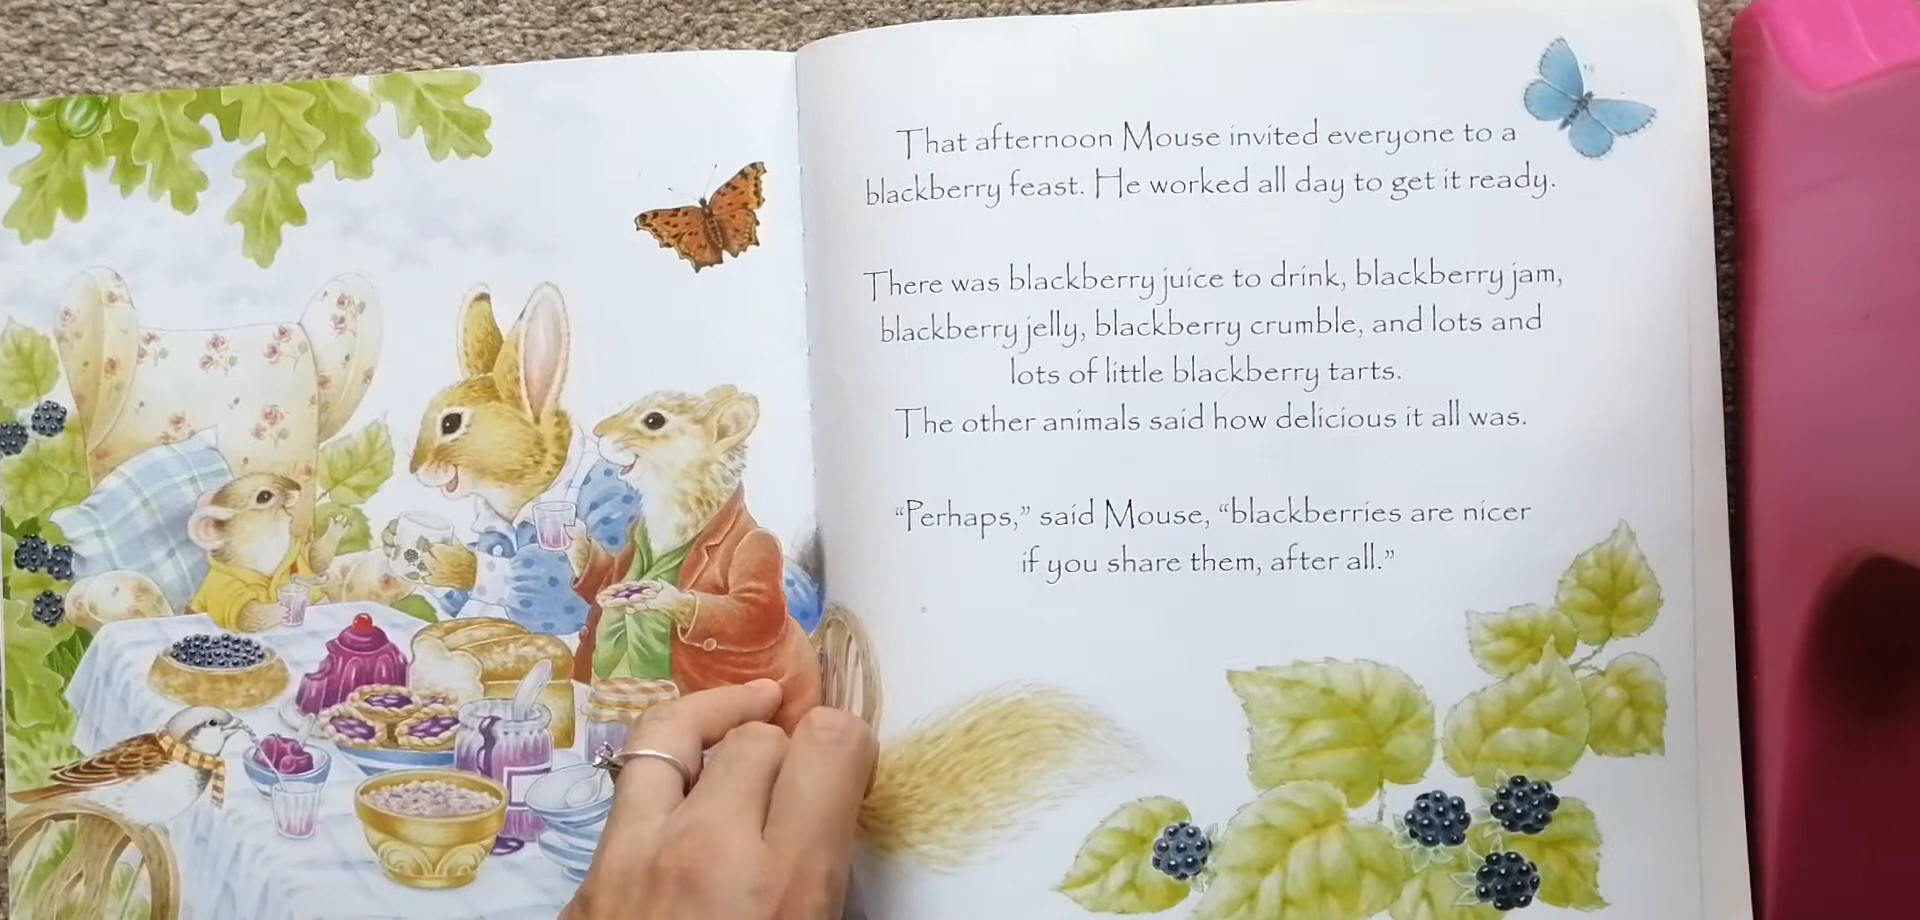 That afternoon Mouse invited everyone to a
blackberry feast. He worked all day to get it ready.
There was blackberry juice to drink, blackberry jam,
blackberry jelly, blackberry crumble, and lots and
lots of little blackberry tarts.
The other animals said how delicious it all was.
“Perhaps,” said Mouse, “blackberries are nicer
if you share them, after all.”